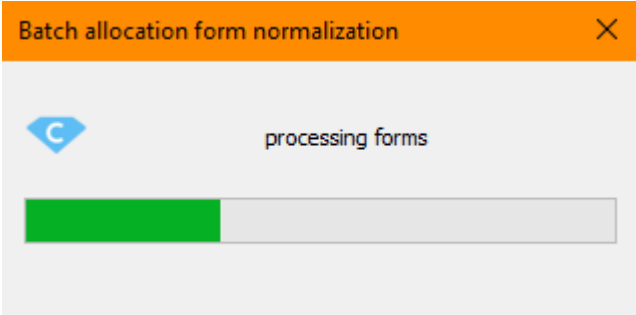 Batch allocation form normalization
C
processing forms